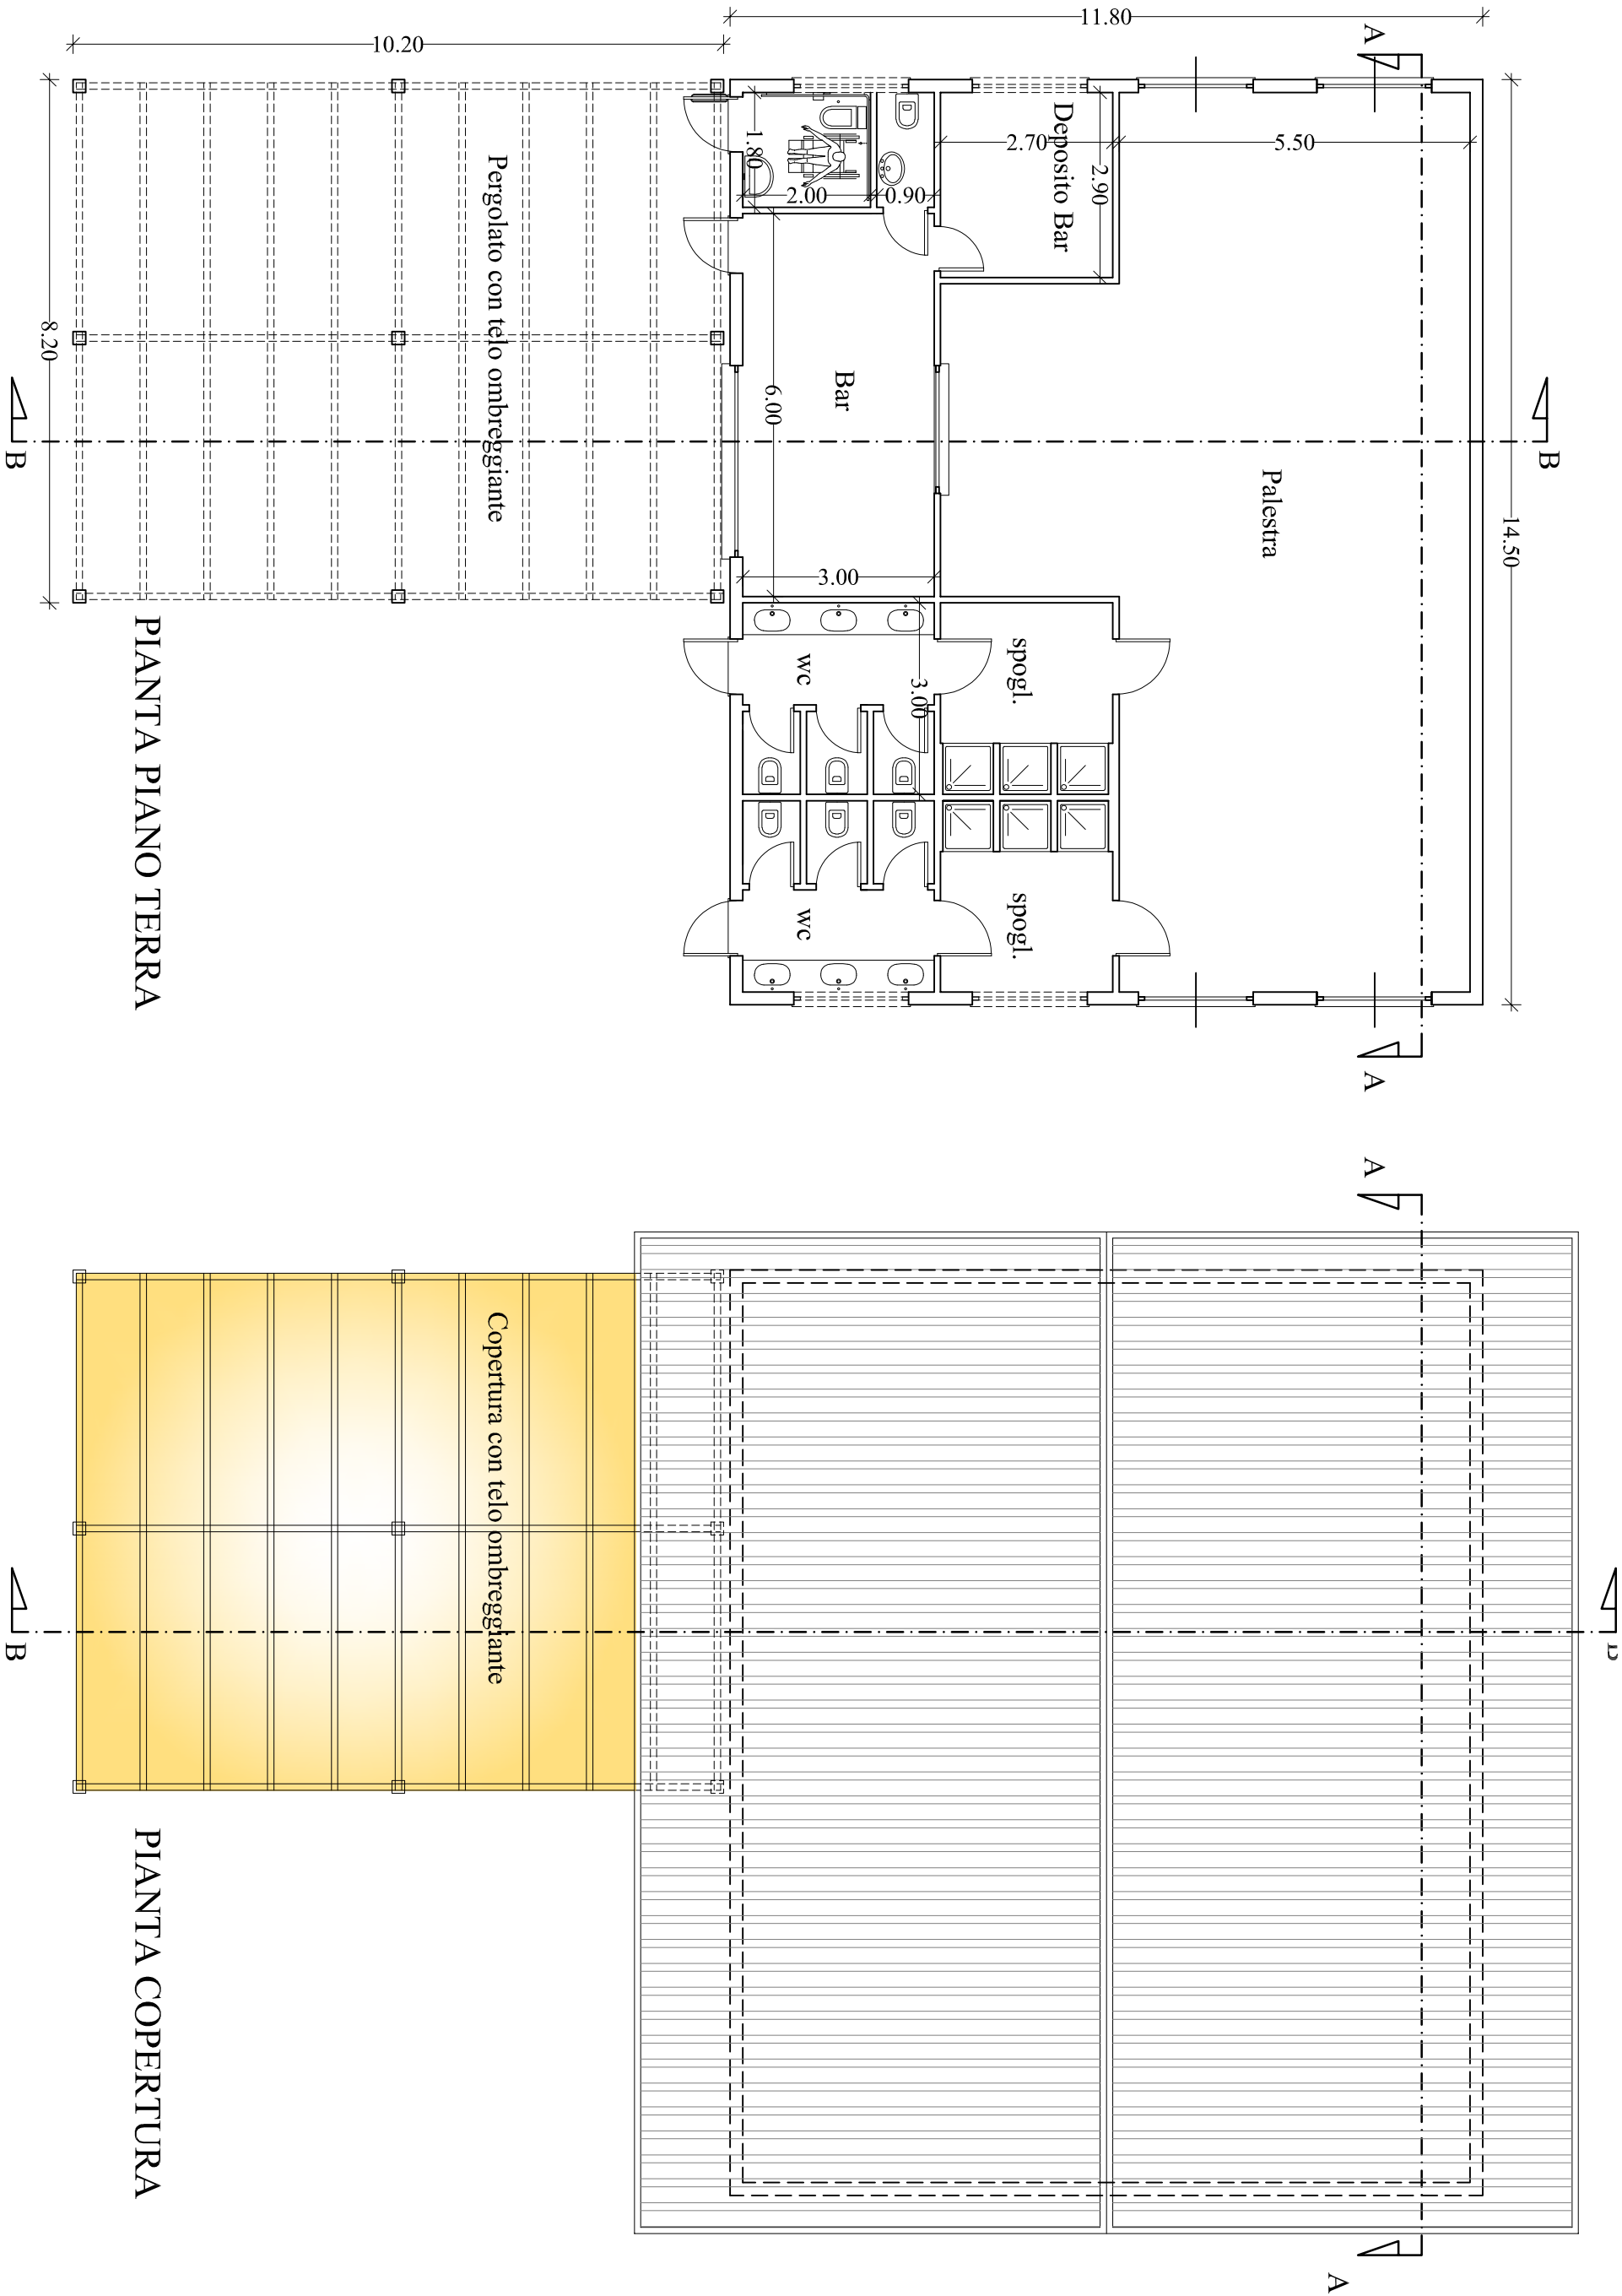 11.80
10.20
A
A
14.50
8.20
Deposito Bar
2.70
2.90
5.50
1.80
2.00
0.90
Pergolato con telo ombreggiante
Bar
6.00
3.00
Palestra
B
B
wc
3.00
spogl.
wc
spogl.
PIANTA PIANO TERRA
A
A
Copertura con telo ombreggiante
B
B
PIANTA COPERTURA